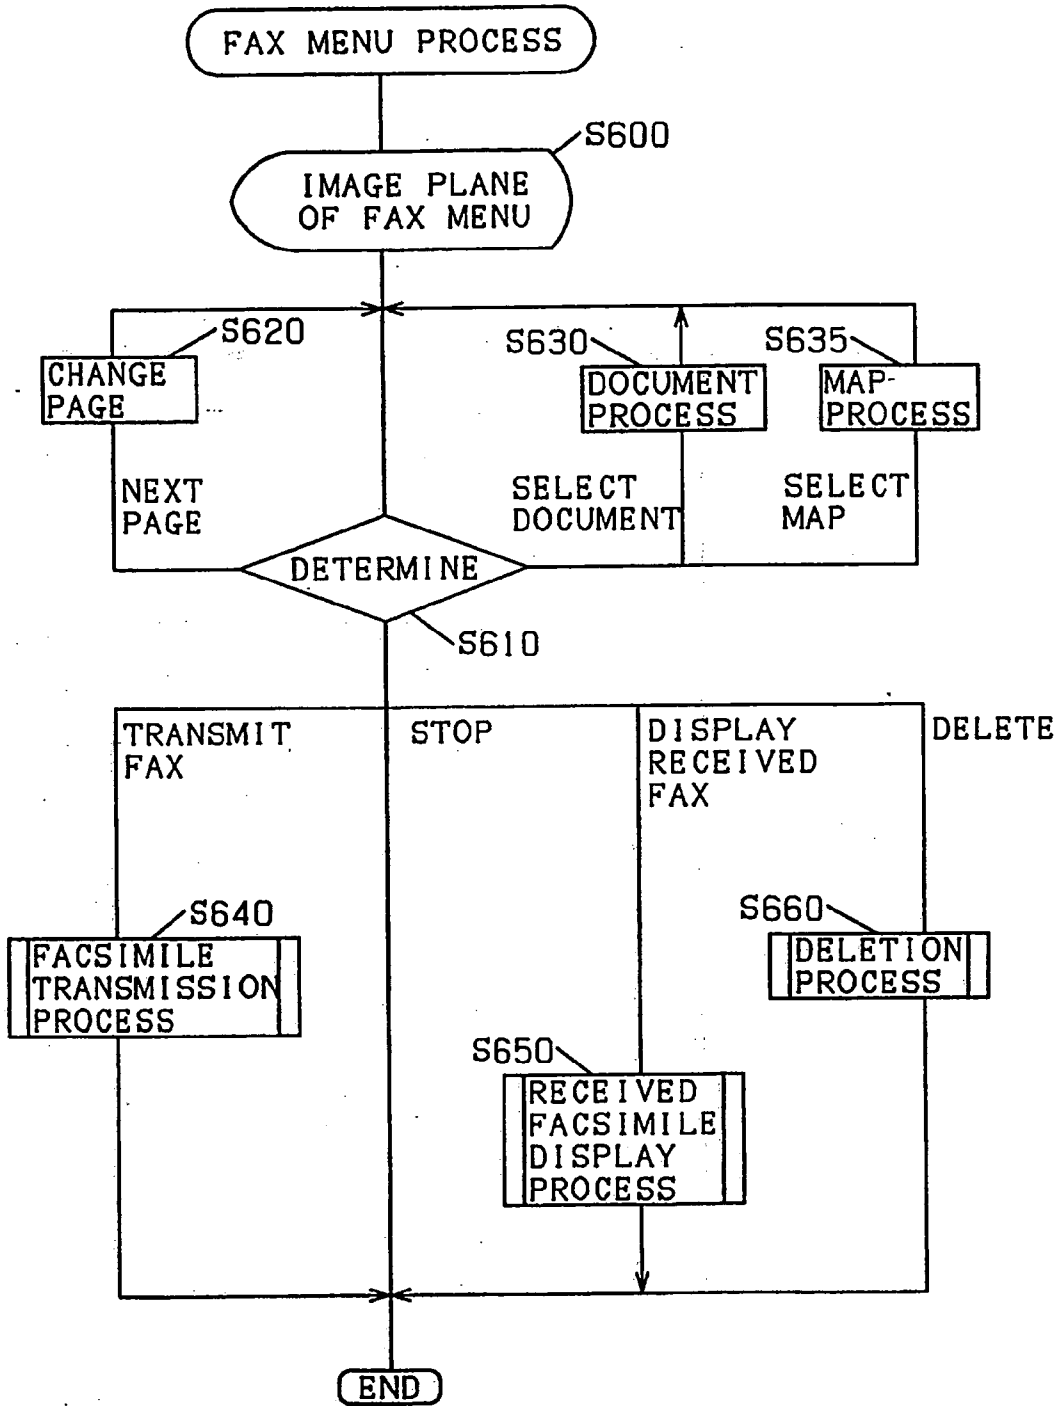 FAX MENU PROCESS
S600
IMAGE PLANE
OF FAX MENU
S620
CHANGE
PAGE
S630
DOCUMENT
PROCESS
S635
MAP
PROCESS
NEXT
PAGE
SELECT
DOCUMENT
SELECT
MAP
DETERMINE
S610
TRANSMIT
FAX
STOP
DISPLAY
RECEIVED
FAX
DELETE
S640
FACSIMILE
TRANSMISSION
PROCESS
S660
DELETION
PROCESS
S650
RECEIVED
FACSIMILE
DISPLAY
PROCESS
END